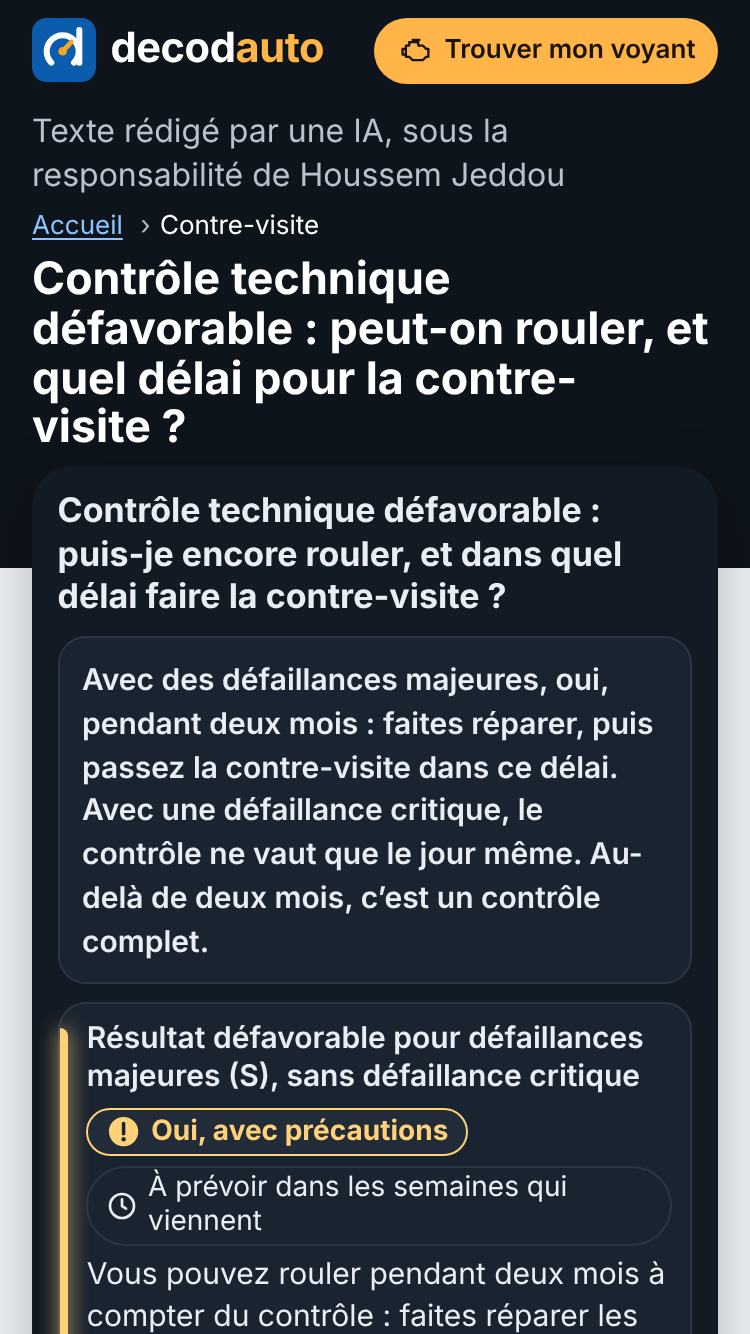 decodauto
Trouver mon voyant
Texte rédigé par une IA, sous la
responsabilité de Houssem Jeddou
Accueil › Contre-visite
Contrôle technique
défavorable : peut-on rouler, et
quel délai pour la contre-
visite ?
Contrôle technique défavorable :
puis-je encore rouler, et dans quel
délai faire la contre-visite ?
Avec des défaillances majeures, oui,
pendant deux mois : faites réparer, puis
passez la contre-visite dans ce délai.
Avec une défaillance critique, le
contrôle ne vaut que le jour même. Au-
delà de deux mois, c’est un contrôle
complet.
Résultat défavorable pour défaillances
majeures (S), sans défaillance critique
Oui, avec précautions
À prévoir dans les semaines qui
viennent
Vous pouvez rouler pendant deux mois à
compter du contrôle : faites réparer les